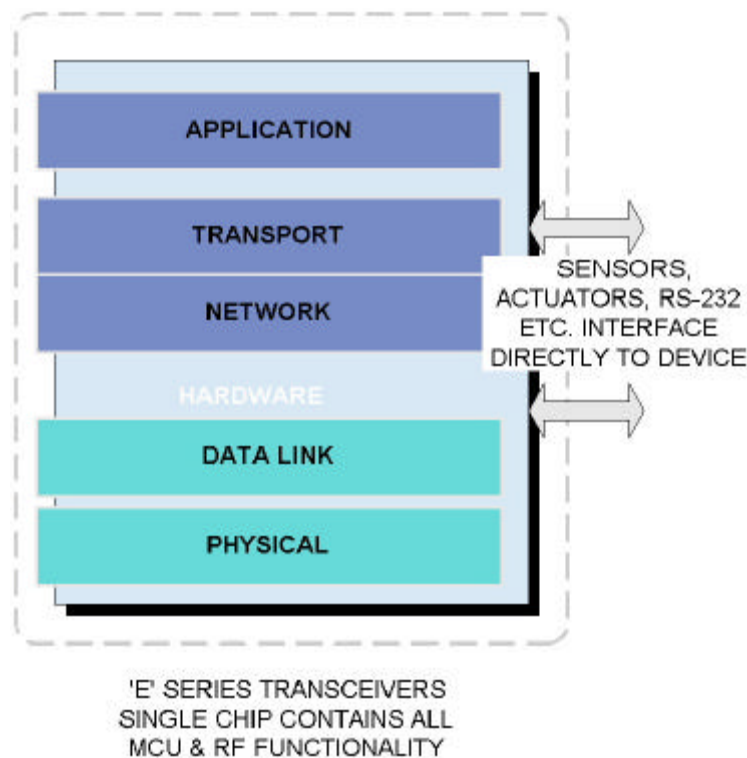 APPLICATION
TRANSPORT
NETWORK
SENSORS,
ACTUATORS, RS-232
ETC. INTERFACE
DIRECTLY TO DEVICE
HARDWARE
DATA LINK
PHYSICAL
'E' SERIES TRANSCEIVERS
SINGLE CHIP CONTAINS ALL
MCU & RF FUNCTIONALITY